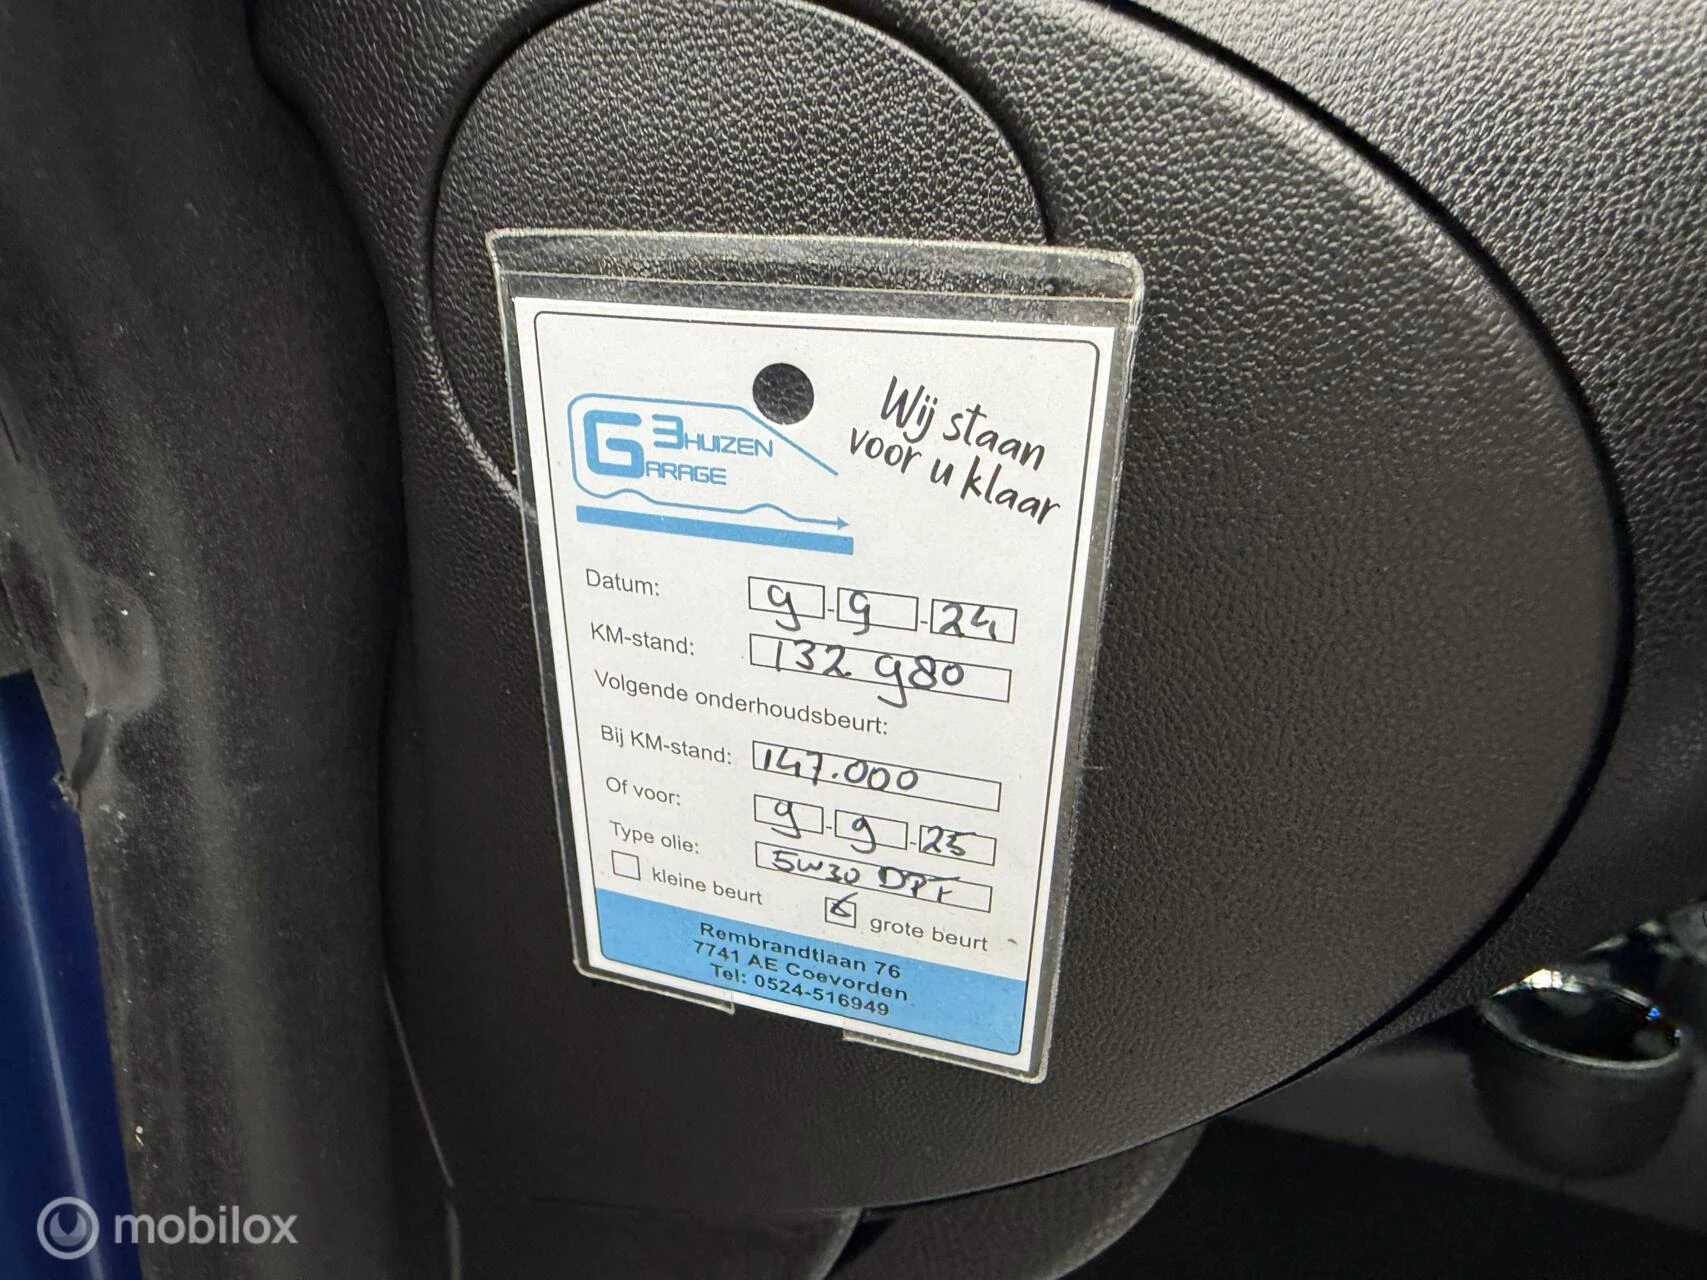 G3HUIZEN
GARAGE
Wij staan
voor u klaar
Datum: 9-9-24
KM-stand: 132 980
Volgende onderhoudsbeurt:
Bij KM-stand: 147.000
Of voor: 9-9-25
Type olie: 5W30 DPF
kleine beurt
grote beurt
Rembrandtlaan 76
7741 AE Coevorden
Tel: 0524-516949
mobilox